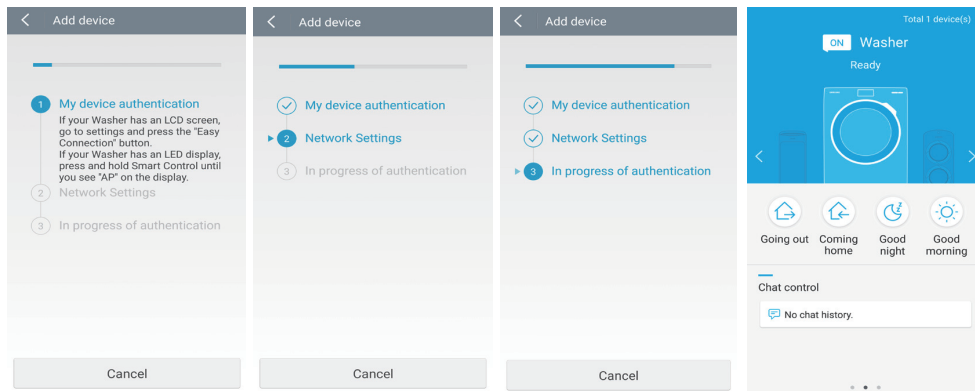 Add device
1
My device authentication
If your Washer has an LCD screen,
go to settings and press the "Easy
Connection" button.
If your Washer has an LED display,
press and hold Smart Control until
you see "AP" on the display.
2
Network Settings
3
In progress of authentication
Cancel
Add device
My device authentication
2
Network Settings
3
In progress of authentication
Cancel
Add device
My device authentication
Network Settings
3
In progress of authentication
Cancel
Total 1 device(s)
ON Washer
Ready
Going out
Coming
home
Good
night
Good
morning
Chat control
No chat history.